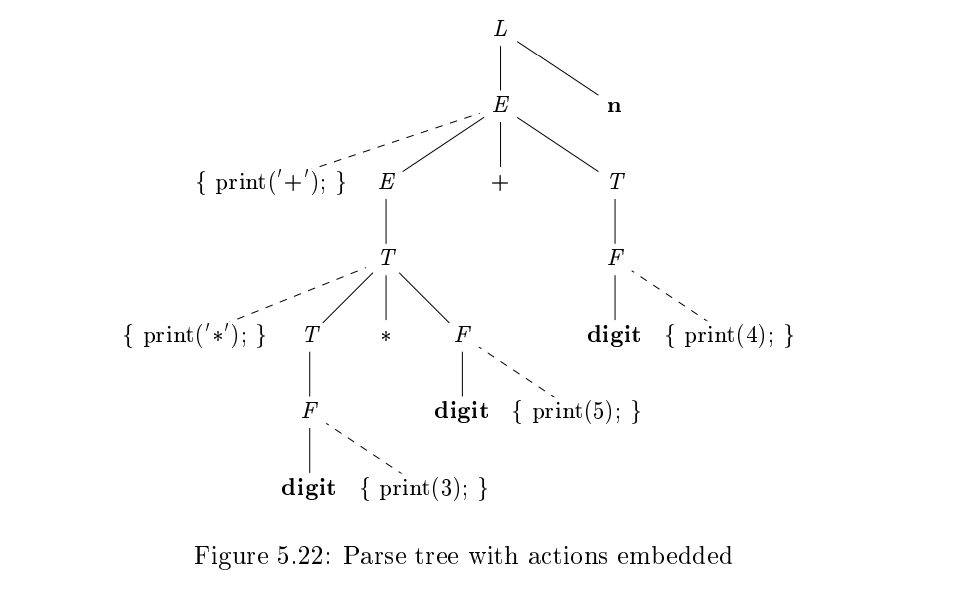 L
E n
{ print('+'); } E + T
T F
{ print('*'); } T * F digit { print(4); }
F digit { print(5); }
digit { print(3); }
Figure 5.22: Parse tree with actions embedded